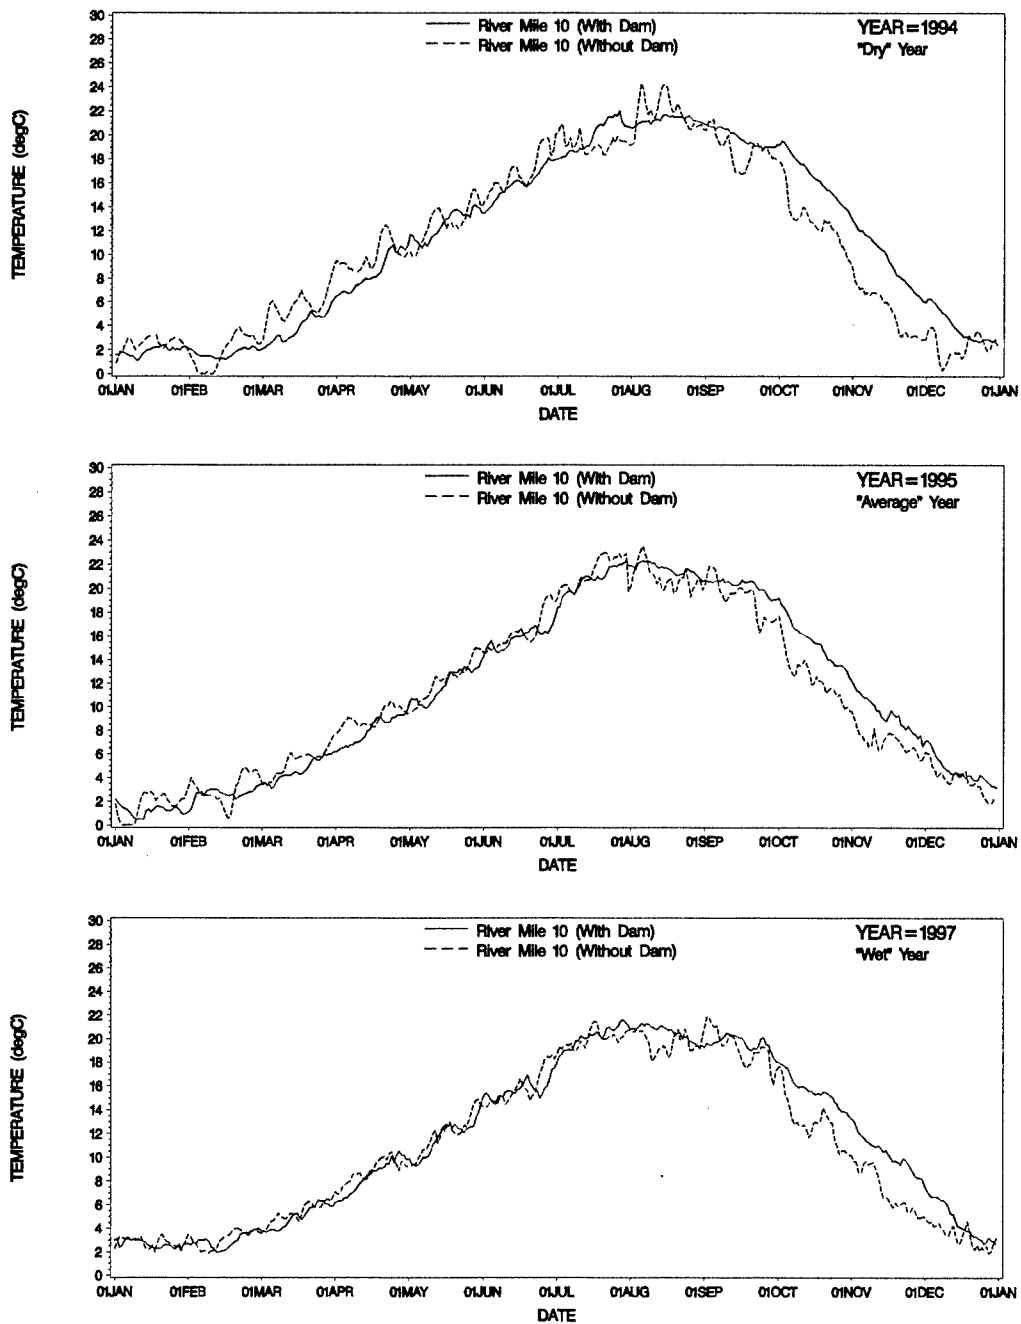 30
River Mile 10 (With Dam)
YEAR=1994
28
River Mile 10 (Without Dam)
"Dry" Year
26
24
22
20
18
16
14
12
10
8
6
4
2
0
TEMPERATURE (degC)
01JAN 01FEB 01MAR 01APR 01MAY 01JUN 01JUL 01AUG 01SEP 01OCT 01NOV 01DEC 01JAN
DATE
30
River Mile 10 (With Dam)
YEAR=1995
28
River Mile 10 (Without Dam)
"Average" Year
26
24
22
20
18
16
14
12
10
8
6
4
2
0
TEMPERATURE (degC)
01JAN 01FEB 01MAR 01APR 01MAY 01JUN 01JUL 01AUG 01SEP 01OCT 01NOV 01DEC 01JAN
DATE
30
River Mile 10 (With Dam)
YEAR=1997
28
River Mile 10 (Without Dam)
"Wet" Year
26
24
22
20
18
16
14
12
10
8
6
4
2
0
TEMPERATURE (degC)
01JAN 01FEB 01MAR 01APR 01MAY 01JUN 01JUL 01AUG 01SEP 01OCT 01NOV 01DEC 01JAN
DATE